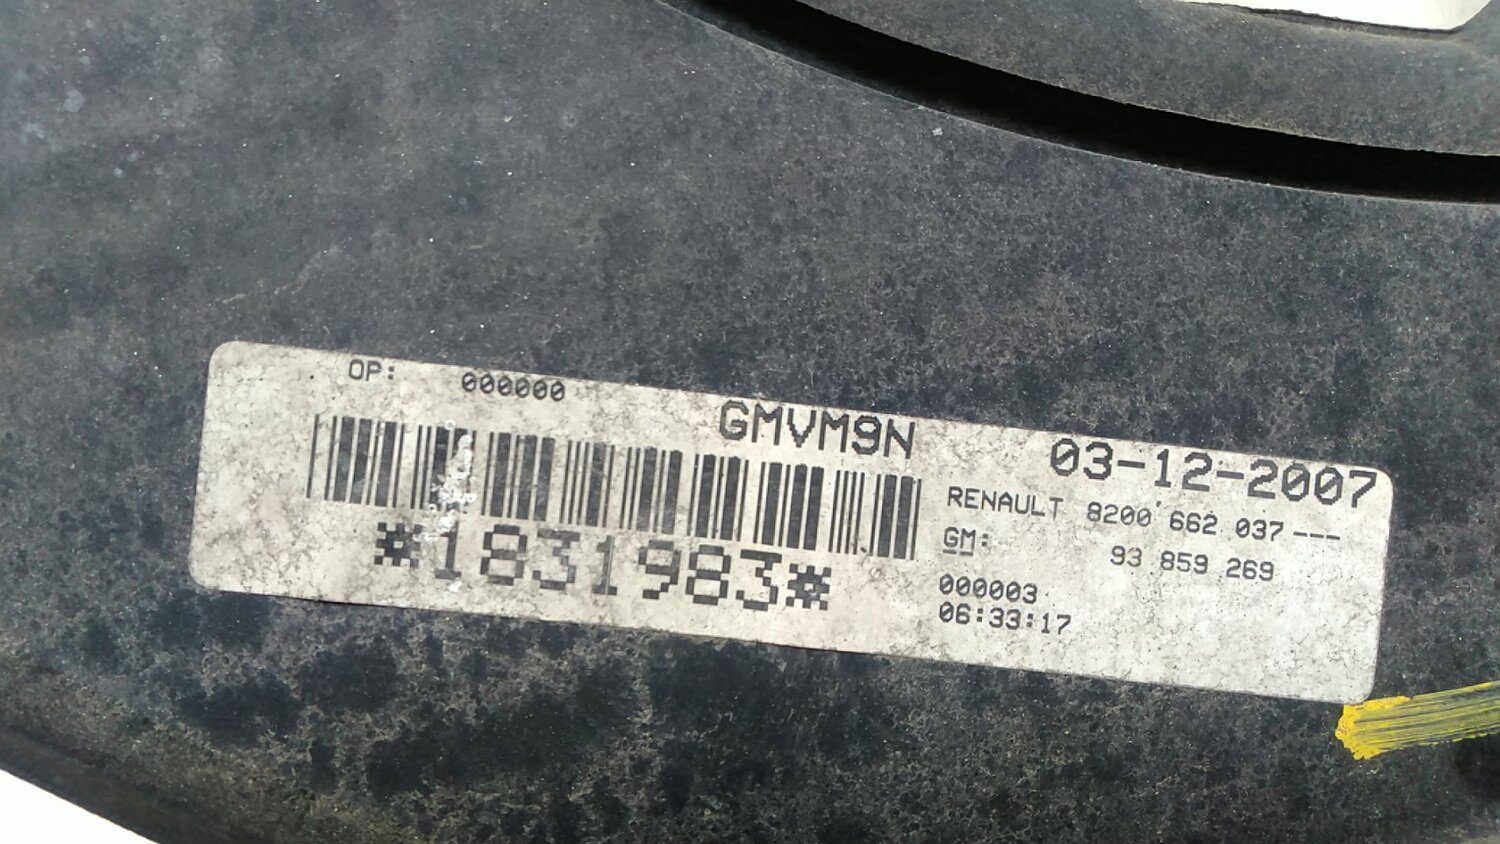 OP: 000000
GMVM9N
03-12-2007
*1831983*
RENAULT 8200 662 037 ---
GM: 93 859 269
000003
06:33:17